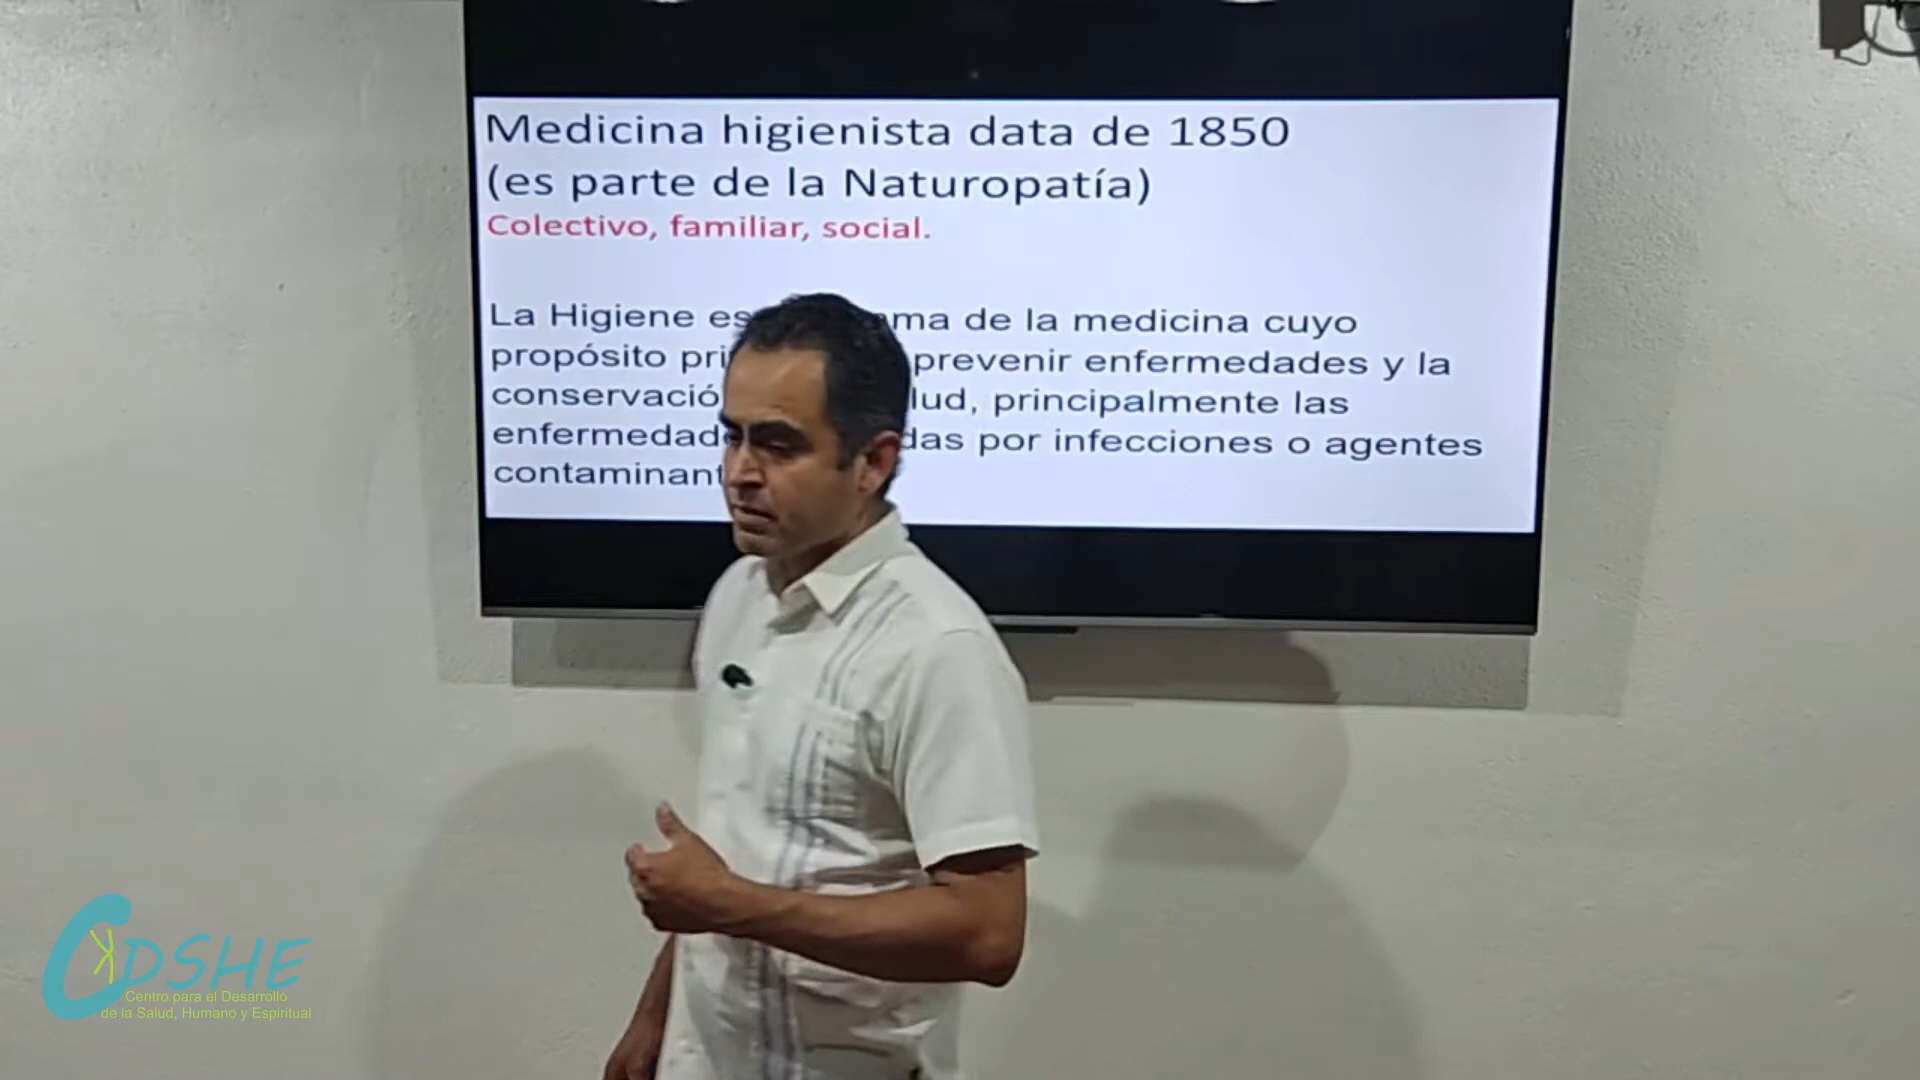 Medicina higienista data de 1850
(es parte de la Naturopatía)
Colectivo, familiar, social.
La Higiene es ma de la medicina cuyo
propósito pri prevenir enfermedades y la
conservació lud, principalmente las
enfermedad das por infecciones o agentes
contaminant
CDSHE
Centro para el Desarrollo
de la Salud, Humano y Espiritual